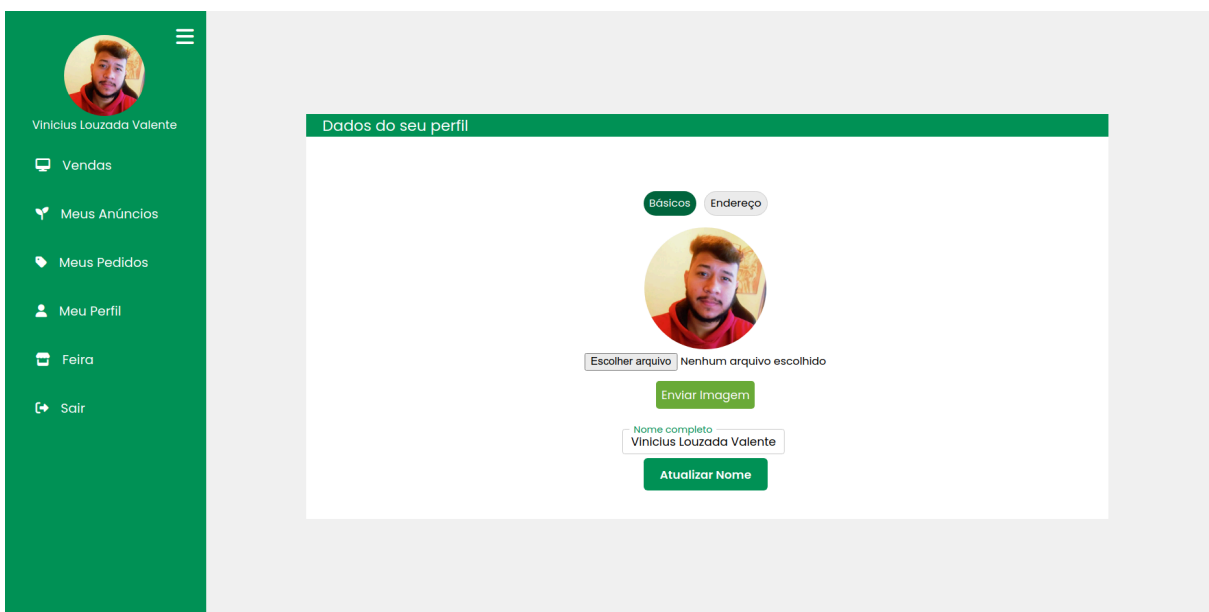 Vinicius Louzada Valente
Vendas
Meus Anúncios
Meus Pedidos
Meu Perfil
Feira
Sair
Dados do seu perfil
Básicos Endereço
Escolher arquivo Nenhum arquivo escolhido
Enviar Imagem
Nome completo
Vinicius Louzada Valente
Atualizar Nome